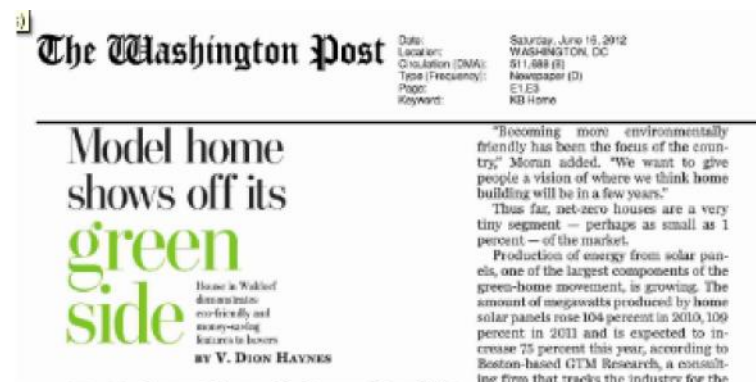 The Washington Post
Date: Saturday, June 16, 2012
Location: WASHINGTON, DC
Circulation (DMA): 511,688 (8)
Type (Frequency): Newspaper (D)
Page: E1,E3
Keyword: KB Home
Model home
shows off its
green
side
House in Waldorf
demonstrates
eco-friendly and
money-saving
features to buyers
BY V. DION HAYNES
"Becoming more environmentally
friendly has been the focus of the coun-
try," Moran added. "We want to give
people a vision of where we think home
building will be in a few years."
Thus far, net-zero houses are a very
tiny segment — perhaps as small as 1
percent — of the market.
Production of energy from solar pan-
els, one of the largest components of the
green-home movement, is growing. The
amount of megawatts produced by home
solar panels rose 104 percent in 2010, 109
percent in 2011 and is expected to in-
crease 75 percent this year, according to
Boston-based GTM Research, a consult-
ing firm that tracks the industry for the